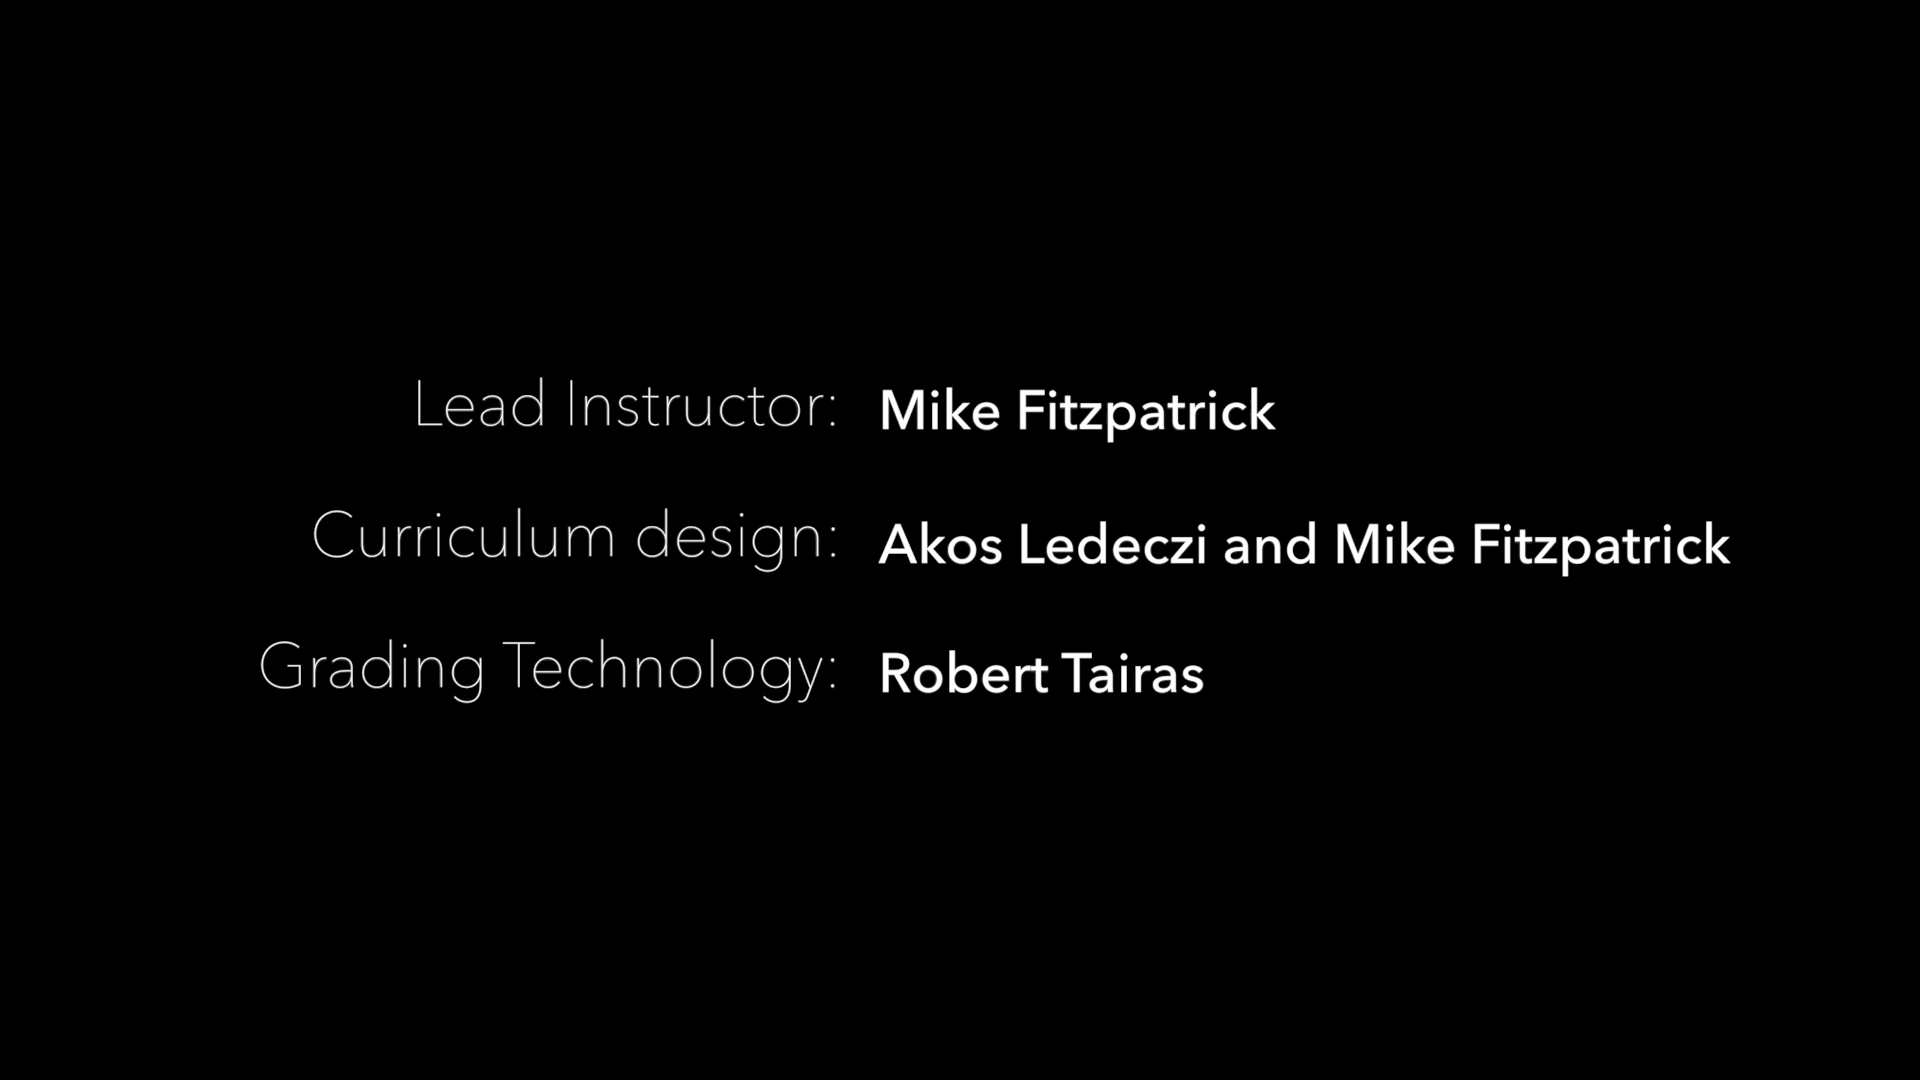 Lead Instructor: Mike Fitzpatrick
Curriculum design: Akos Ledeczi and Mike Fitzpatrick
Grading Technology: Robert Tairas